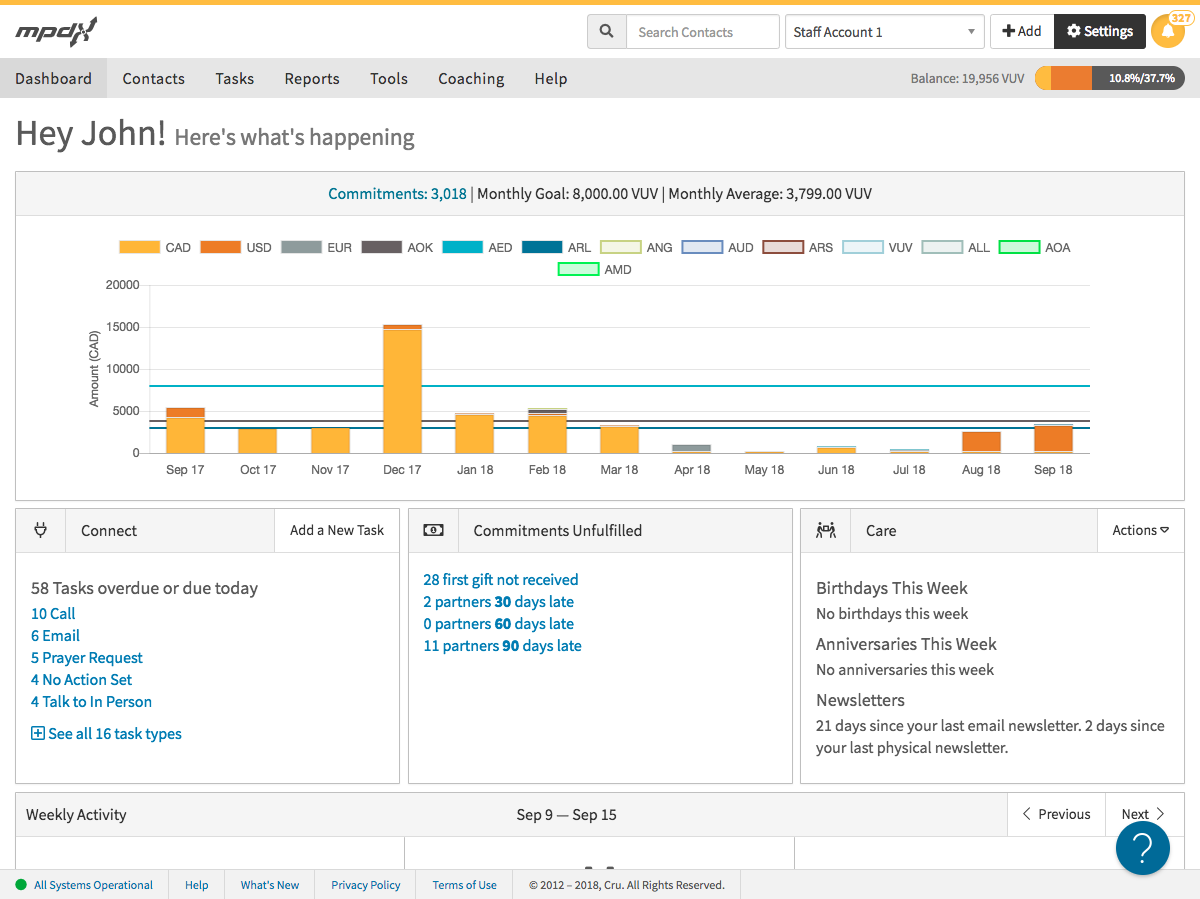 mpdx
Search Contacts
Staff Account 1
Add
Settings
327
Dashboard
Contacts
Tasks
Reports
Tools
Coaching
Help
Balance: 19,956 VUV
10.8%/37.7%
Hey John! Here's what's happening
Commitments: 3,018 | Monthly Goal: 8,000.00 VUV | Monthly Average: 3,799.00 VUV
CAD USD EUR AOK AED ARL ANG AUD ARS VUV ALL AOA
AMD
Amount (CAD)
20000
15000
10000
5000
0
Sep 17 Oct 17 Nov 17 Dec 17 Jan 18 Feb 18 Mar 18 Apr 18 May 18 Jun 18 Jul 18 Aug 18 Sep 18
Connect
Add a New Task
58 Tasks overdue or due today
10 Call
6 Email
5 Prayer Request
4 No Action Set
4 Talk to In Person
See all 16 task types
Commitments Unfulfilled
28 first gift not received
2 partners 30 days late
0 partners 60 days late
11 partners 90 days late
Care
Actions
Birthdays This Week
No birthdays this week
Anniversaries This Week
No anniversaries this week
Newsletters
21 days since your last email newsletter. 2 days since
your last physical newsletter.
Weekly Activity
Sep 9 — Sep 15
Previous
Next
?
All Systems Operational
Help
What's New
Privacy Policy
Terms of Use
© 2012 – 2018, Cru. All Rights Reserved.